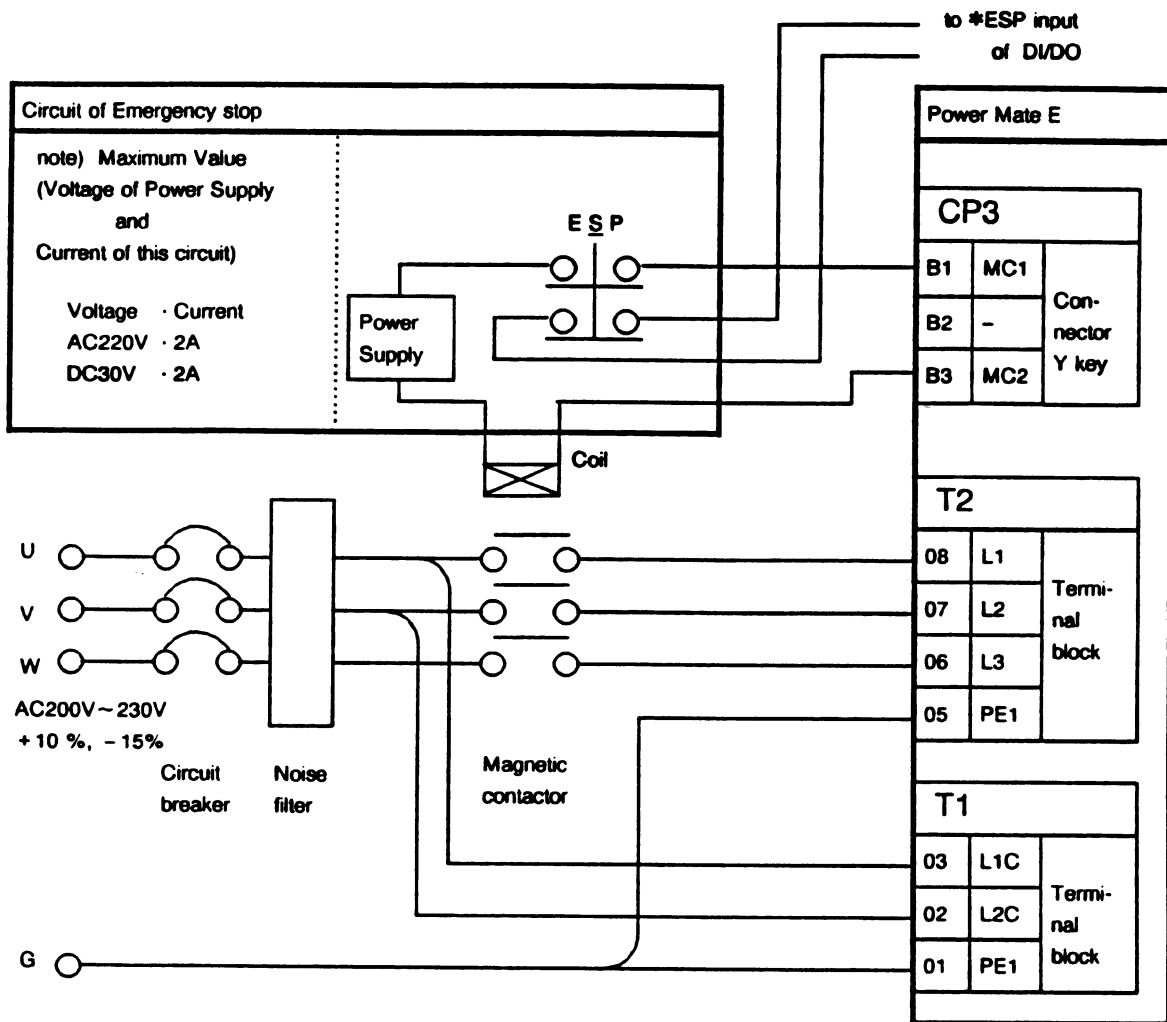 to *ESP input
of DI/DO
Circuit of Emergency stop
note) Maximum Value
(Voltage of Power Supply
and
Current of this circuit)
Voltage · Current
AC220V · 2A
DC30V · 2A
E S P
Power
Supply
Coil
Power Mate E
CP3
B1 MC1
B2 –
B3 MC2
Con-
nector
Y key
T2
08 L1
07 L2
06 L3
05 PE1
Termi-
nal
block
T1
03 L1C
02 L2C
01 PE1
Termi-
nal
block
U
V
W
AC200V~230V
+10 %, –15%
Circuit
breaker
Noise
filter
Magnetic
contactor
G